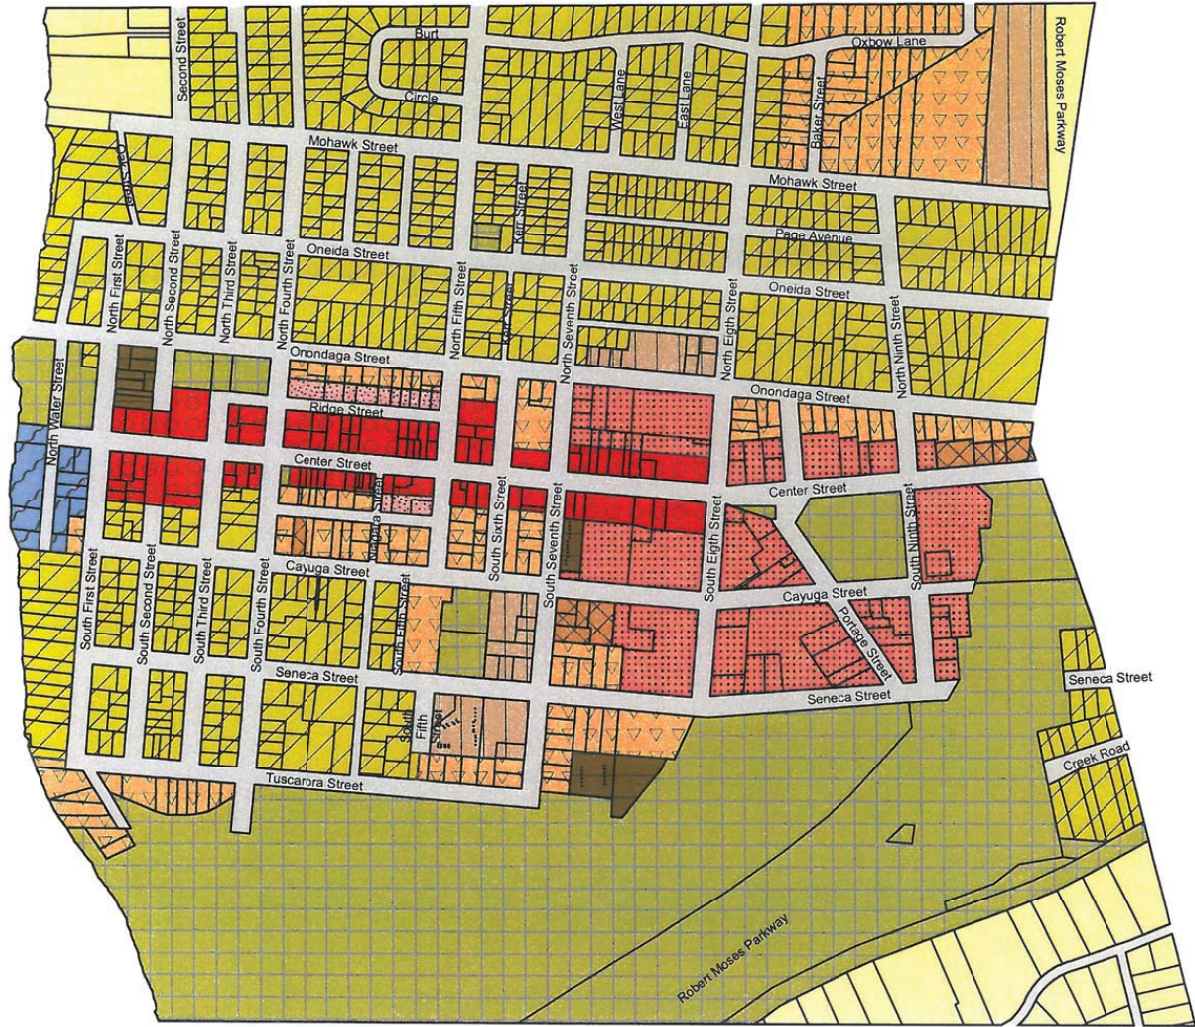 Second Street
Burt
Circle
West Lane
East Lane
Oxbow Lane
Baker Street
Robert Moses Parkway
Oak Street
Mohawk Street
Mohawk Street
Kerr Street
Page Avenue
North First Street
North Second Street
North Third Street
North Fourth Street
Oneida Street
North Fifth Street
Kerr Street
North Seventh Street
Oneida Street
North Eigth Street
North Ninth Street
Onondaga Street
Onondaga Street
North Water Street
Ridge Street
Center Street
Center Street
Niagara Street
South Sixth Street
South Seventh Street
South Eigth Street
South Ninth Street
Cayuga Street
Cayuga Street
South First Street
South Second Street
South Third Street
South Fourth Street
South Fifth Street
Portage Street
Seneca Street
Seneca Street
Seneca Street
South
Fifth
Street
Creek Road
Tuscarora Street
Robert Moses Parkway